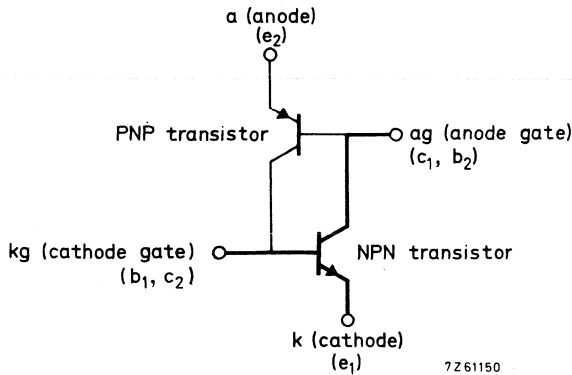 a (anode)
(e₂)
PNP transistor
ag (anode gate)
(c₁, b₂)
kg (cathode gate)
(b₁, c₂)
NPN transistor
k (cathode)
(e₁)
7Z61150